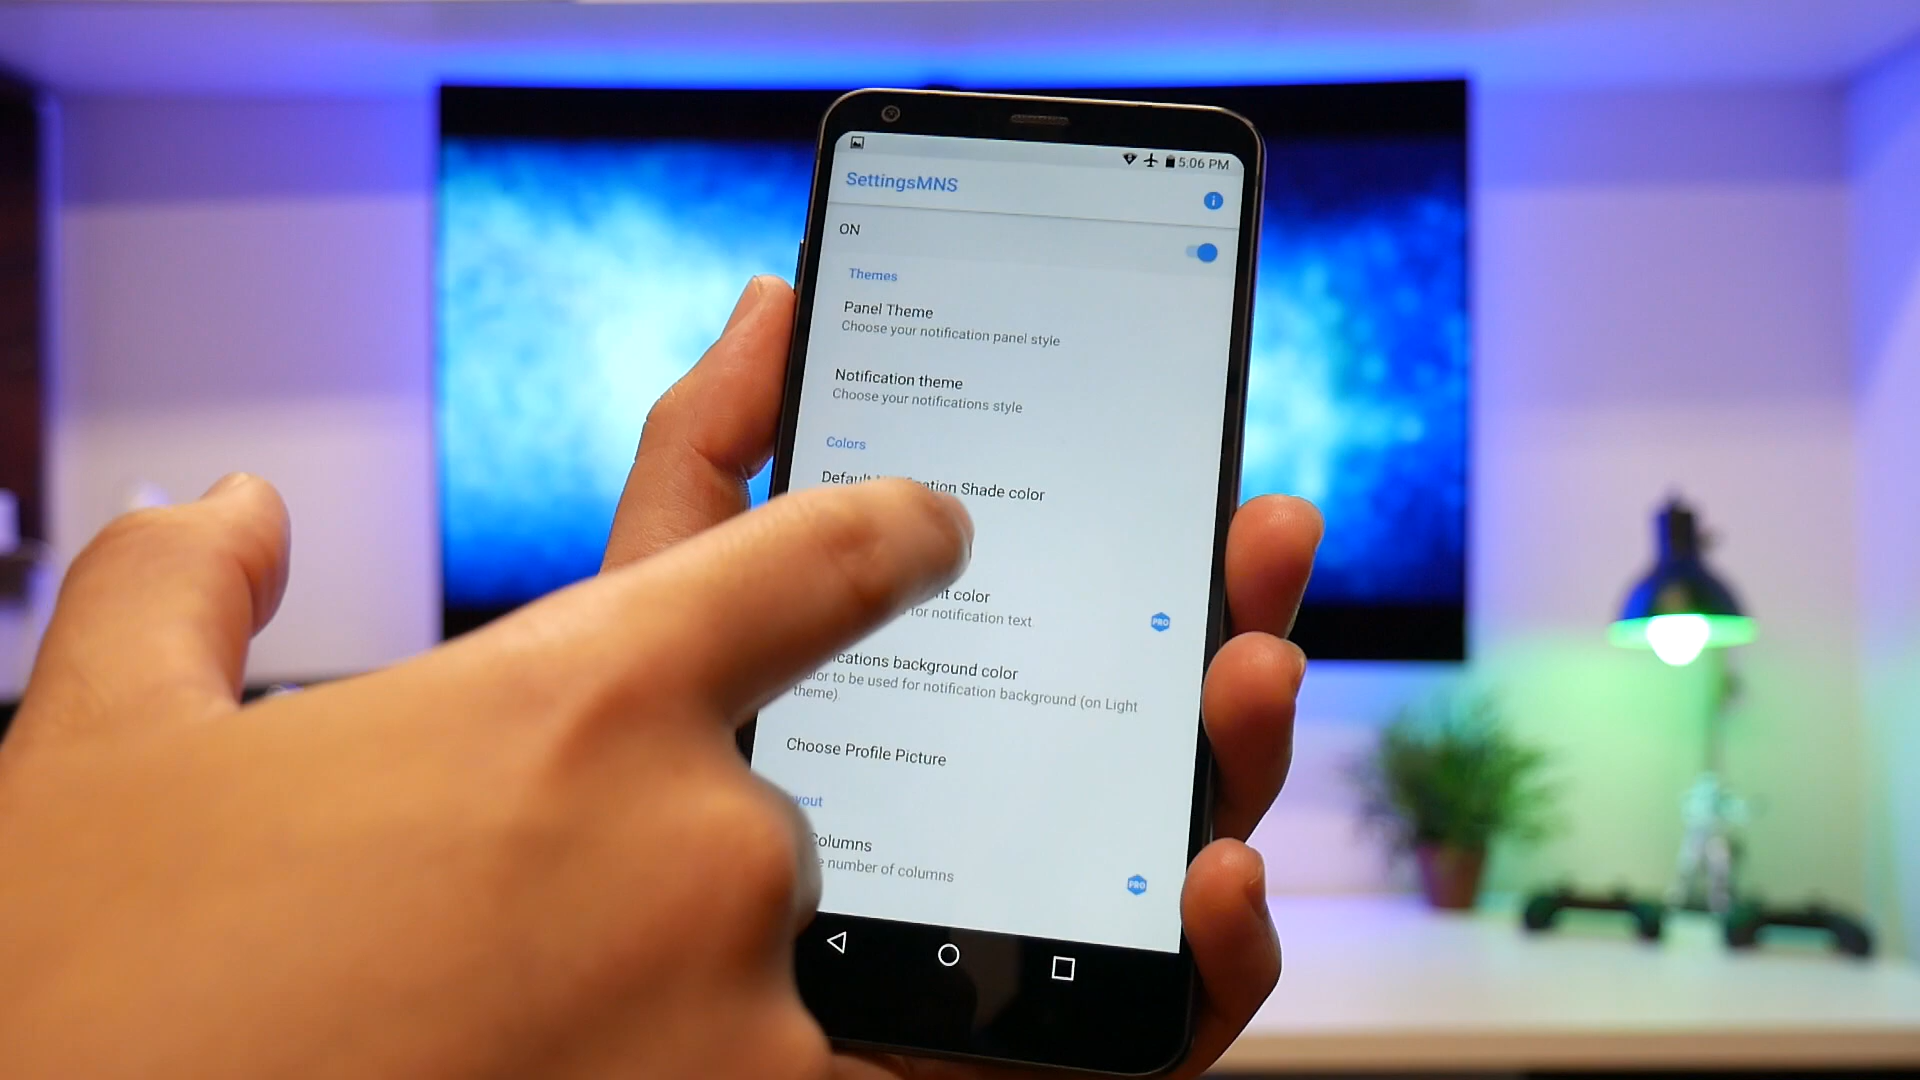 5:06 PM
SettingsMNS
ON
Themes
Panel Theme
Choose your notification panel style
Notification theme
Choose your notifications style
Colors
Default Shade color
color
for notification text
PRO
background color
to be used for notification background (on Light
theme)
Choose Profile Picture
number of columns
PRO